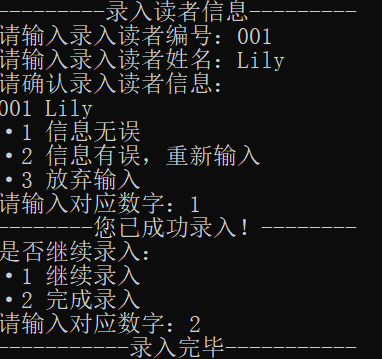 ---------录入读者信息---------
请输入录入读者编号：001
请输入录入读者姓名：Lily
请确认录入读者信息：
001 Lily
·1 信息无误
·2 信息有误，重新输入
·3 放弃输入
请输入对应数字：1
--------您已成功录入！--------
是否继续录入：
·1 继续录入
·2 完成录入
请输入对应数字：2
-----------录入完毕-----------